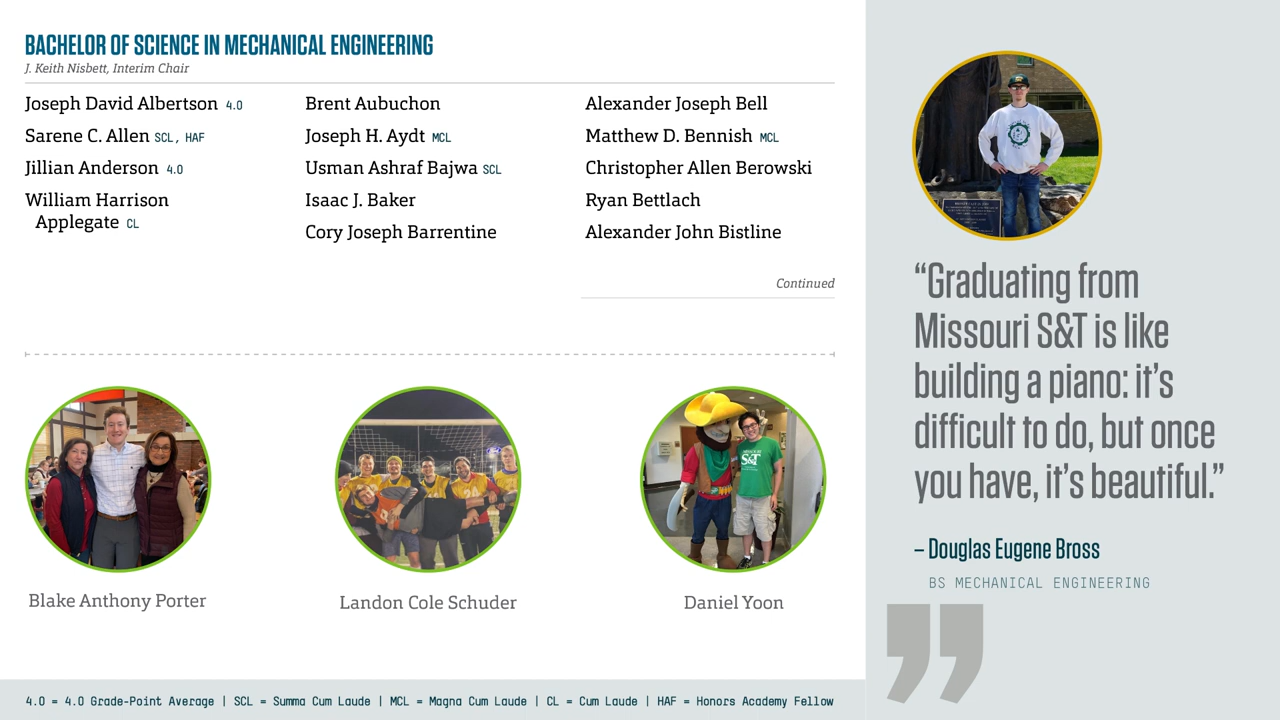 BACHELOR OF SCIENCE IN MECHANICAL ENGINEERING
J. Keith Nisbett, Interim Chair
Joseph David Albertson 4.0
Sarene C. Allen SCL, HAF
Jillian Anderson 4.0
William Harrison
Applegate CL
Brent Aubuchon
Joseph H. Aydt MCL
Usman Ashraf Bajwa SCL
Isaac J. Baker
Cory Joseph Barrentine
Alexander Joseph Bell
Matthew D. Bennish MCL
Christopher Allen Berowski
Ryan Bettlach
Alexander John Bistline
Continued
Blake Anthony Porter
Landon Cole Schuder
S&T
Daniel Yoon
4.0 = 4.0 Grade-Point Average | SCL = Summa Cum Laude | MCL = Magna Cum Laude | CL = Cum Laude | HAF = Honors Academy Fellow
“Graduating from
Missouri S&T is like
building a piano: it’s
difficult to do, but once
you have, it’s beautiful.”
– Douglas Eugene Bross
BS MECHANICAL ENGINEERING
”